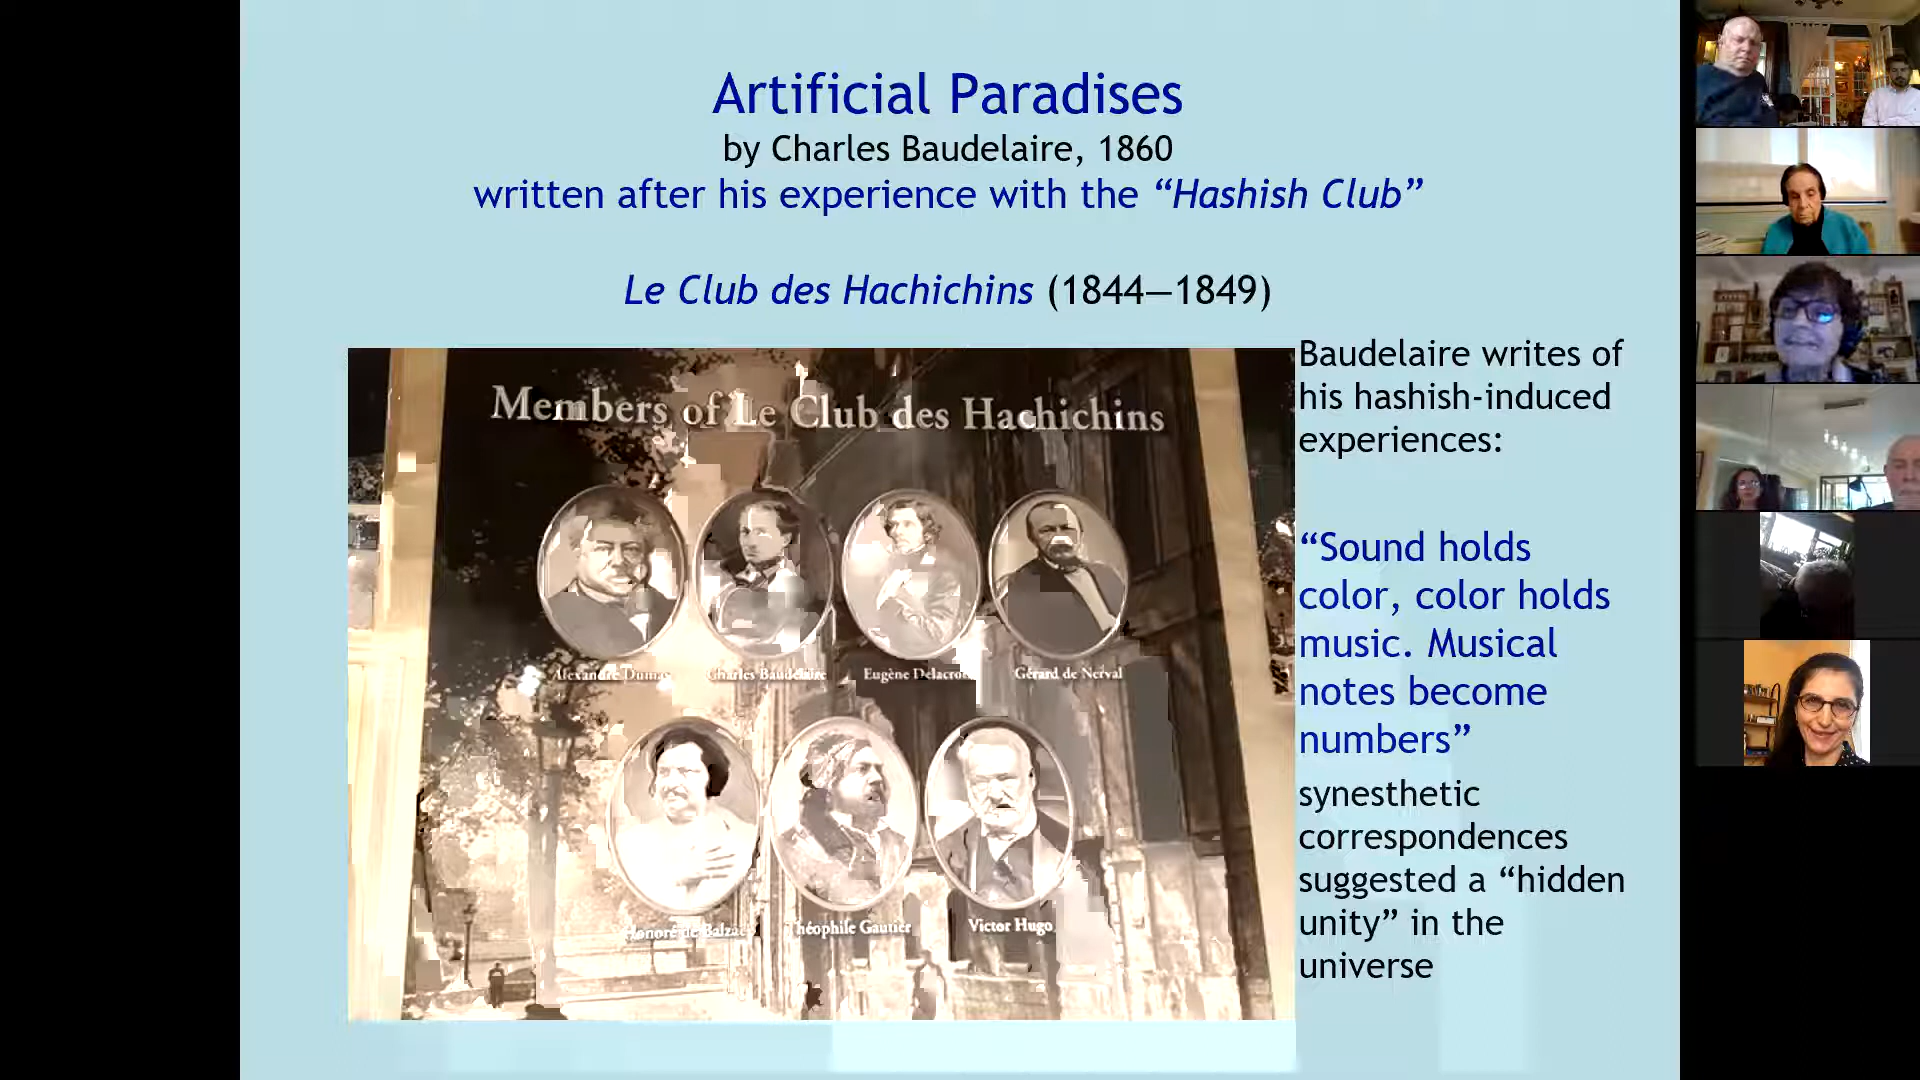 Artificial Paradises
by Charles Baudelaire, 1860
written after his experience with the “Hashish Club”
Le Club des Hachichins (1844—1849)
Members of Le Club des Hachichins
Alexandre Dumas
Charles Baudelaire
Eugène Delacroix
Gérard de Nerval
Honoré de Balzac
Théophile Gautier
Victor Hugo
Baudelaire writes of
his hashish-induced
experiences:
“Sound holds
color, color holds
music. Musical
notes become
numbers”
synesthetic
correspondences
suggested a “hidden
unity” in the
universe